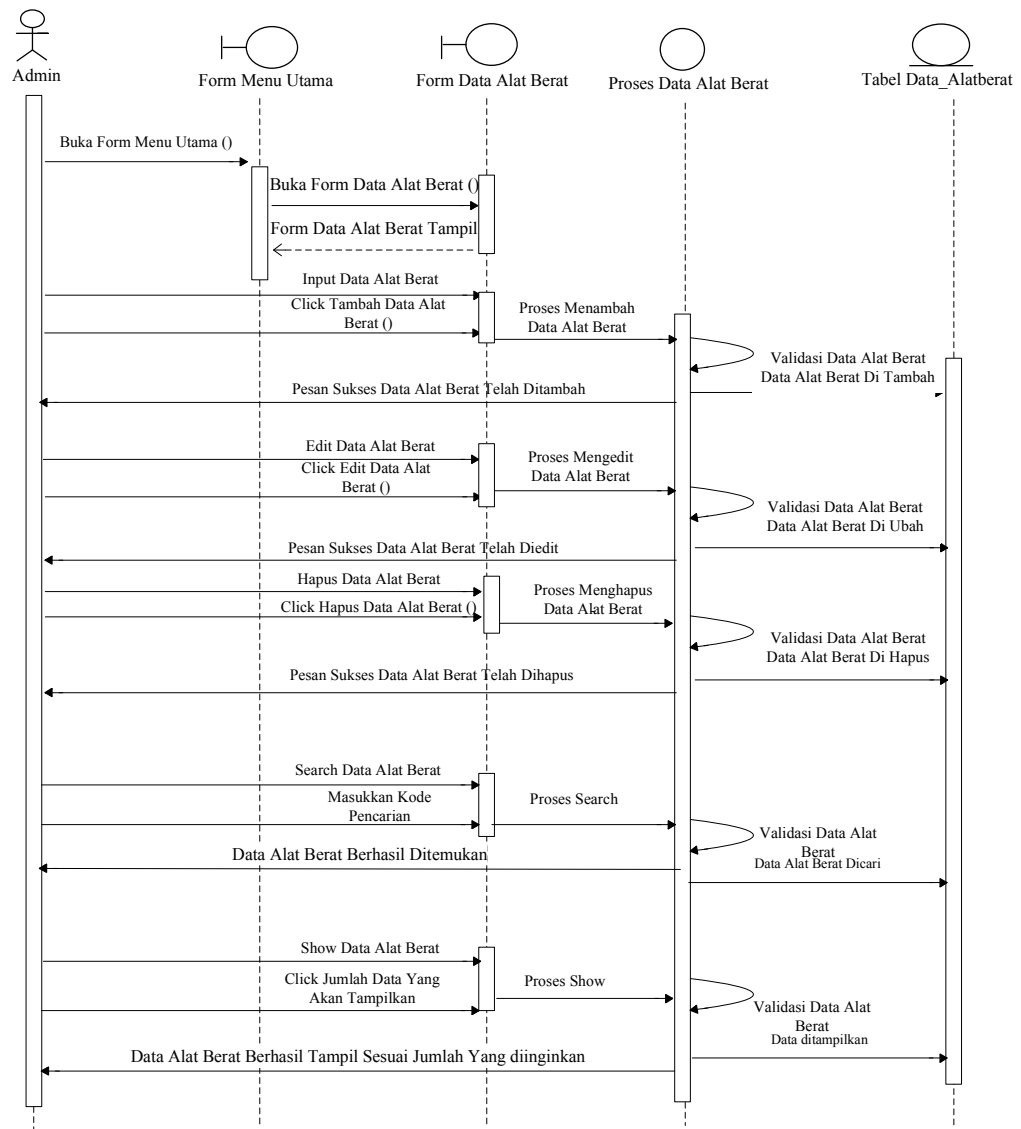 Admin
Form Menu Utama
Form Data Alat Berat
Proses Data Alat Berat
Tabel Data_Alatberat
Buka Form Menu Utama ()
Buka Form Data Alat Berat ()
Form Data Alat Berat Tampil
Input Data Alat Berat
Click Tambah Data Alat
Berat ()
Proses Menambah
Data Alat Berat
Validasi Data Alat Berat
Data Alat Berat Di Tambah
Pesan Sukses Data Alat Berat Telah Ditambah
Edit Data Alat Berat
Click Edit Data Alat
Berat ()
Proses Mengedit
Data Alat Berat
Validasi Data Alat Berat
Data Alat Berat Di Ubah
Pesan Sukses Data Alat Berat Telah Diedit
Hapus Data Alat Berat
Click Hapus Data Alat Berat ()
Proses Menghapus
Data Alat Berat
Validasi Data Alat Berat
Data Alat Berat Di Hapus
Pesan Sukses Data Alat Berat Telah Dihapus
Search Data Alat Berat
Masukkan Kode
Pencarian
Proses Search
Validasi Data Alat
Berat
Data Alat Berat Dicari
Data Alat Berat Berhasil Ditemukan
Show Data Alat Berat
Click Jumlah Data Yang
Akan Tampilkan
Proses Show
Validasi Data Alat
Berat
Data ditampilkan
Data Alat Berat Berhasil Tampil Sesuai Jumlah Yang diinginkan